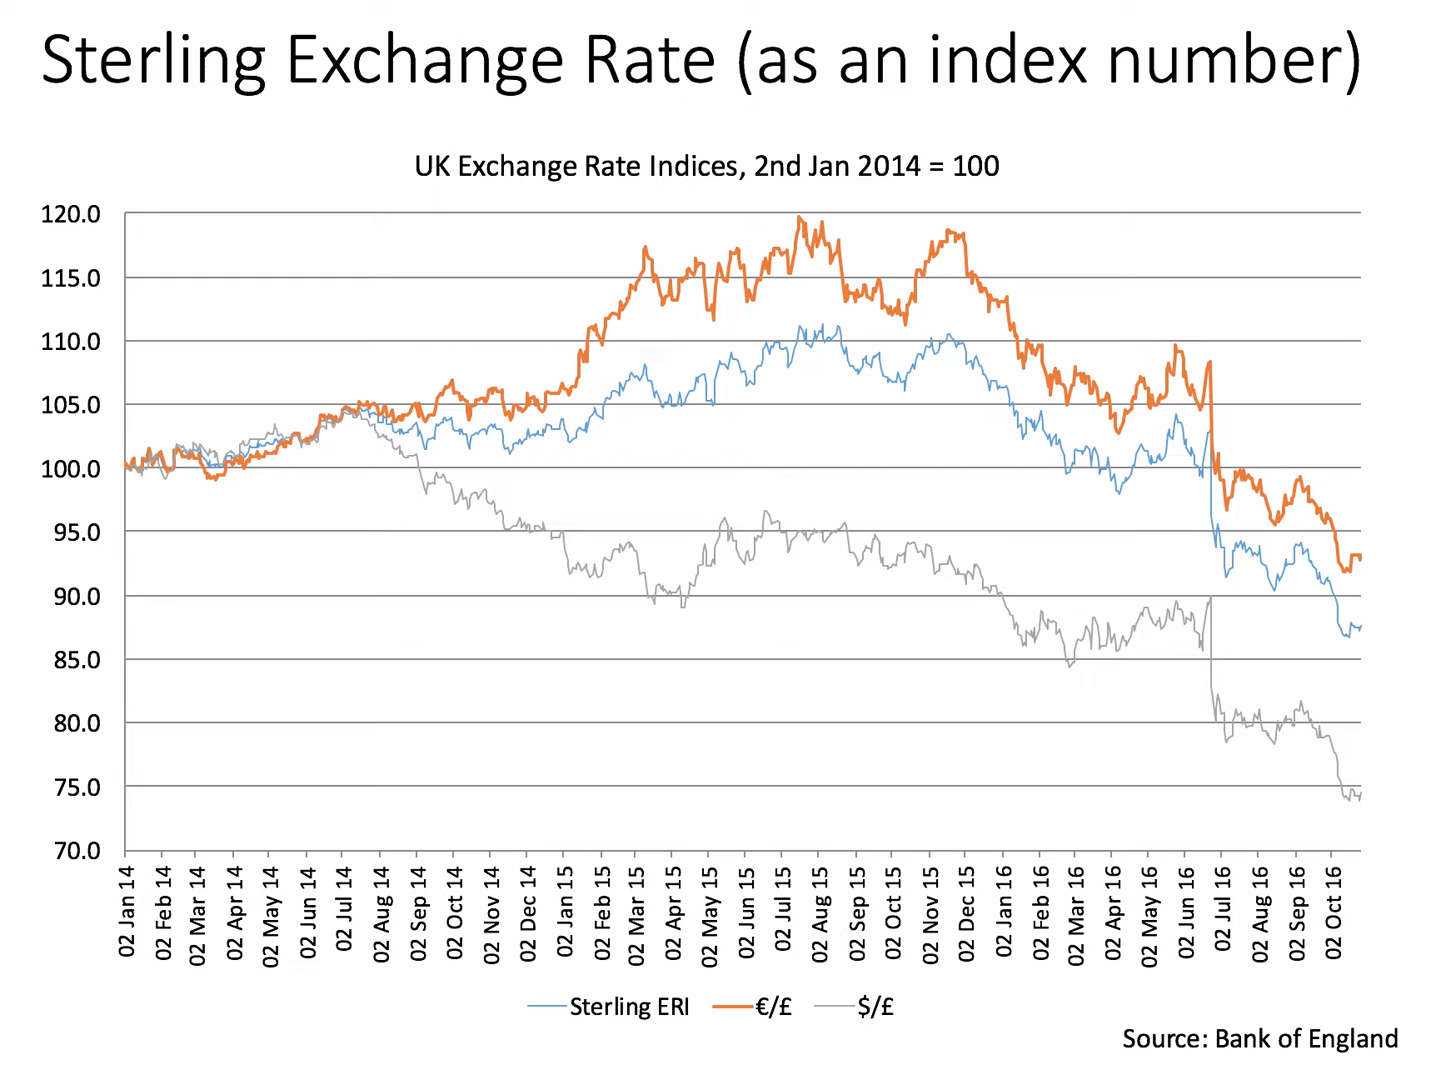 Sterling Exchange Rate (as an index number)
UK Exchange Rate Indices, 2nd Jan 2014 = 100
120.0
115.0
110.0
105.0
100.0
95.0
90.0
85.0
80.0
75.0
70.0
02 Jan 14
02 Feb 14
02 Mar 14
02 Apr 14
02 May 14
02 Jun 14
02 Jul 14
02 Aug 14
02 Sep 14
02 Oct 14
02 Nov 14
02 Dec 14
02 Jan 15
02 Feb 15
02 Mar 15
02 Apr 15
02 May 15
02 Jun 15
02 Jul 15
02 Aug 15
02 Sep 15
02 Oct 15
02 Nov 15
02 Dec 15
02 Jan 16
02 Feb 16
02 Mar 16
02 Apr 16
02 May 16
02 Jun 16
02 Jul 16
02 Aug 16
02 Sep 16
02 Oct 16
Sterling ERI €/£ $/£
Source: Bank of England